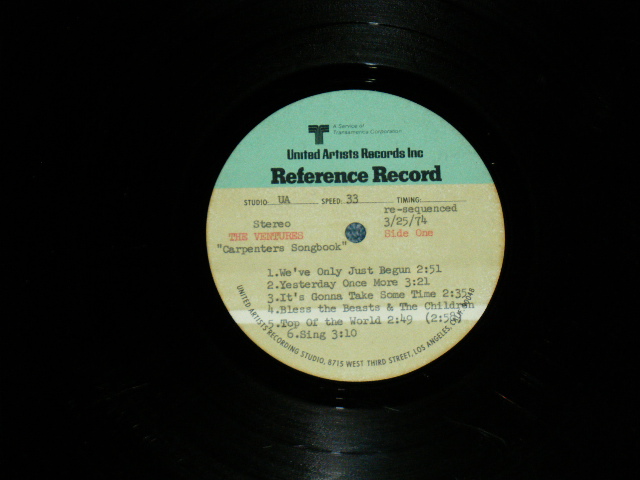 A Service of
Transamerica Corporation
United Artists Records Inc
Reference Record
STUDIO: UA SPEED: 33 TIMING:
re-sequenced
Stereo 3/25/74
THE VENTURES Side One
"Carpenters Songbook"
1.We've Only Just Begun 2:51
2.Yesterday Once More 3:21
3.It's Gonna Take Some Time 2:35
4.Bless the Beasts & The Children
5.Top Of the World 2:49 (2:58)
6.Sing 3:10
UNITED ARTISTS RECORDING STUDIO, 8715 WEST THIRD STREET, LOS ANGELES, CALIF. 90048